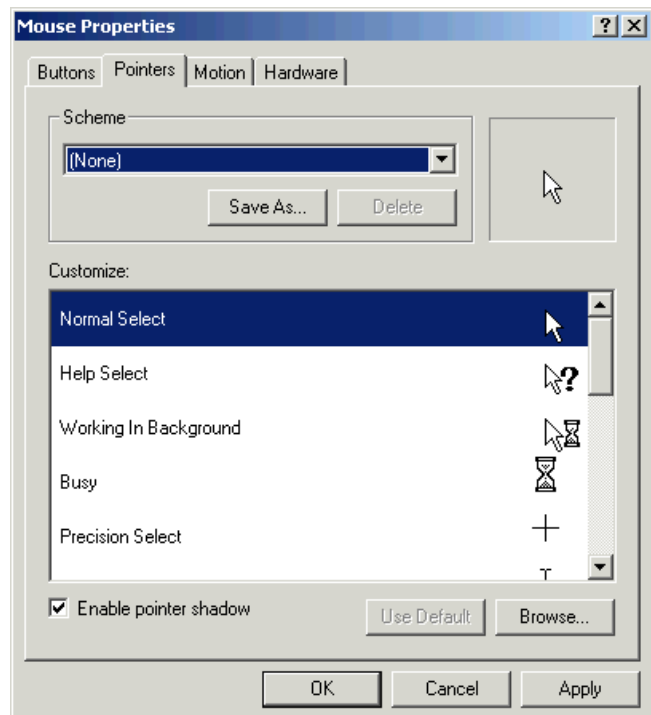 Mouse Properties
Buttons Pointers Motion Hardware
Scheme
(None)
Save As... Delete
Customize:
Normal Select
Help Select
Working In Background
Busy
Precision Select
Enable pointer shadow
Use Default Browse...
OK Cancel Apply